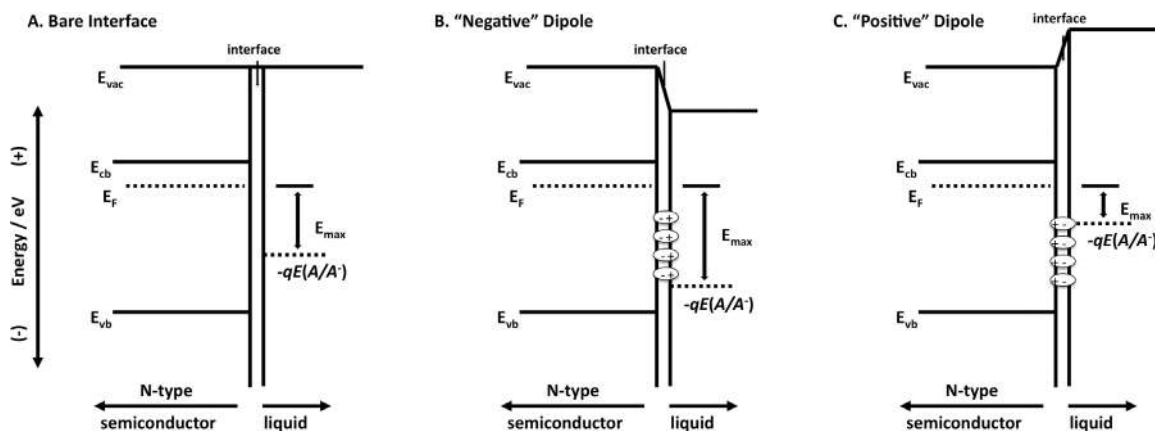 A. Bare Interface
interface
E_vac
E_cb
E_F
E_max
-qE(A/A⁻)
E_vb
Energy / eV
(+)
(-)
N-type
semiconductor
liquid
B. “Negative” Dipole
interface
E_vac
E_cb
E_F
- +
- +
- +
- +
E_max
-qE(A/A⁻)
E_vb
N-type
semiconductor
liquid
C. “Positive” Dipole
interface
E_vac
E_cb
E_F
+ -
+ -
+ -
+ -
E_max
-qE(A/A⁻)
E_vb
N-type
semiconductor
liquid